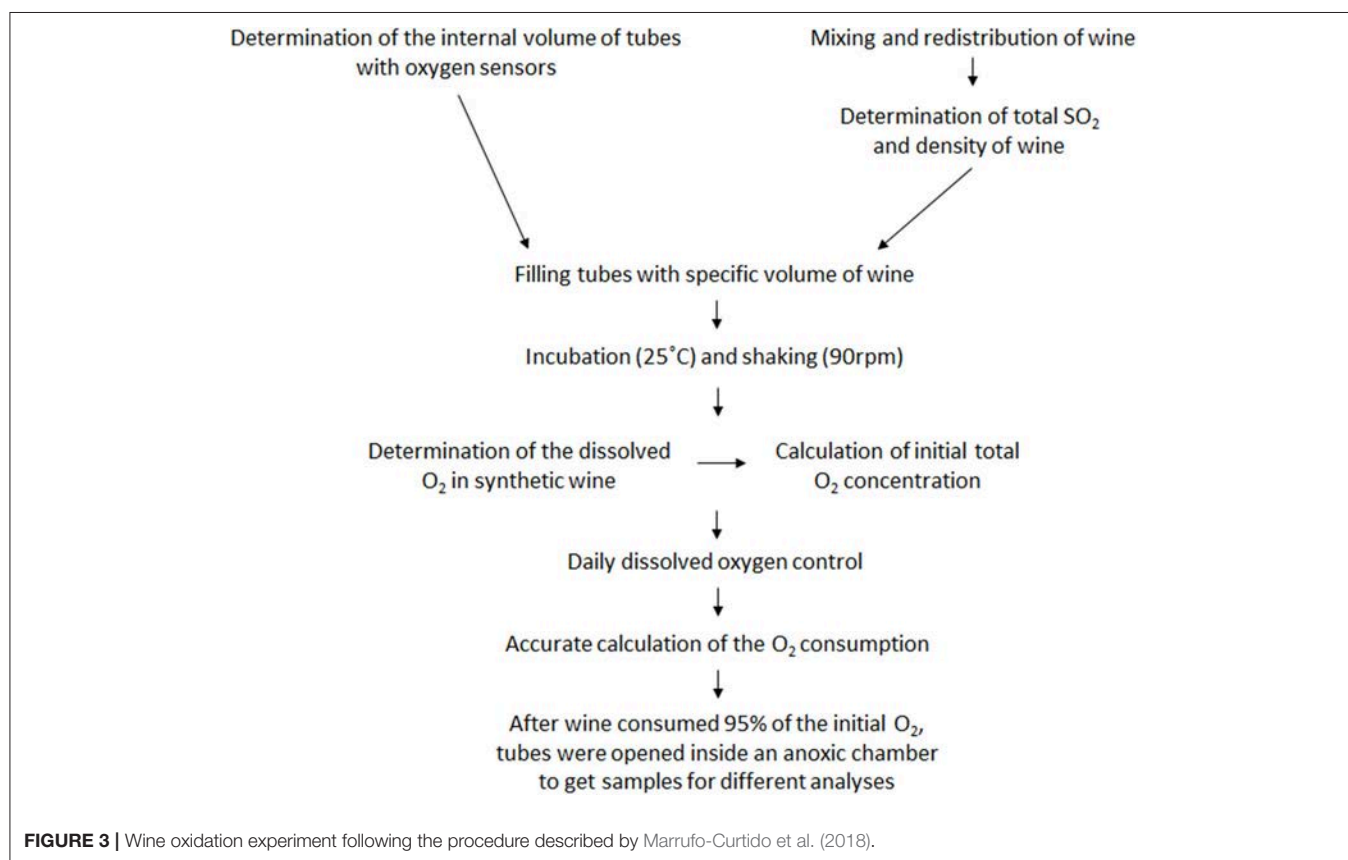 Determination of the internal volume of tubes
with oxygen sensors
Mixing and redistribution of wine
Determination of total SO₂
and density of wine
Filling tubes with specific volume of wine
Incubation (25˚C) and shaking (90rpm)
Determination of the dissolved
O₂ in synthetic wine
Calculation of initial total
O₂ concentration
Daily dissolved oxygen control
Accurate calculation of the O₂ consumption
After wine consumed 95% of the initial O₂,
tubes were opened inside an anoxic chamber
to get samples for different analyses
FIGURE 3 | Wine oxidation experiment following the procedure described by Marrufo-Curtido et al. (2018).